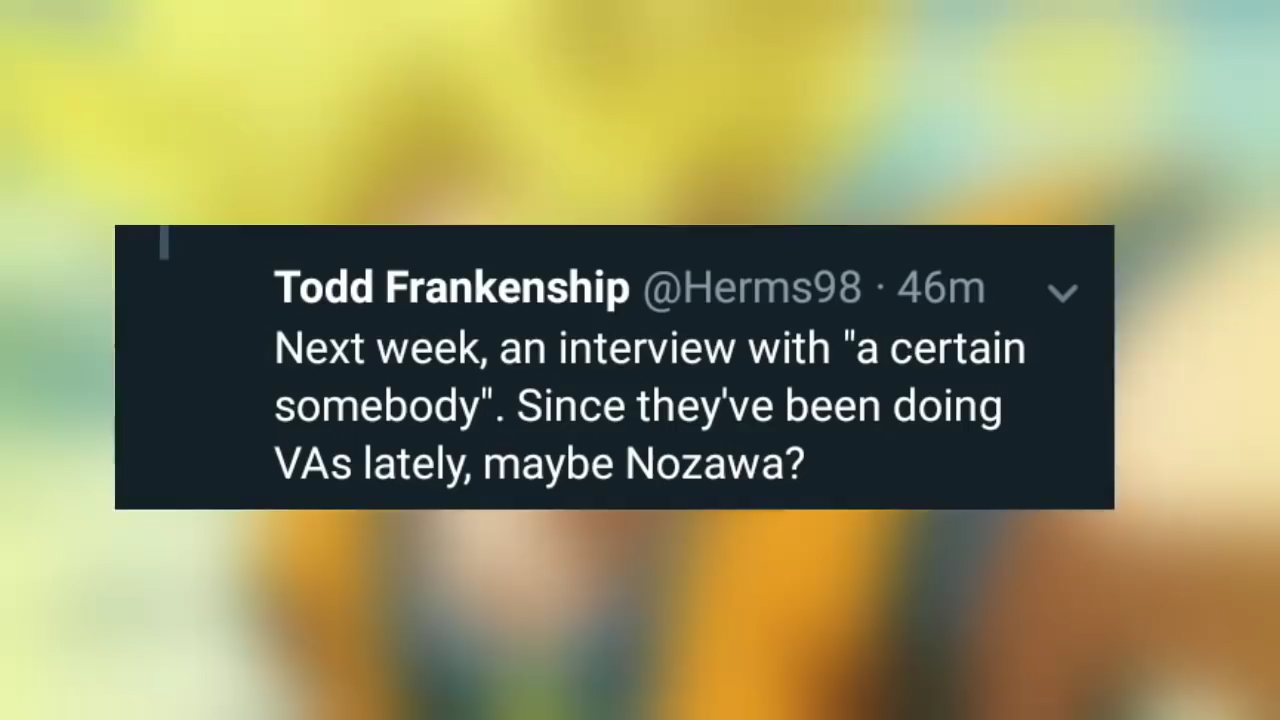 Todd Frankenship @Herms98 · 46m
Next week, an interview with "a certain
somebody". Since they've been doing
VAs lately, maybe Nozawa?